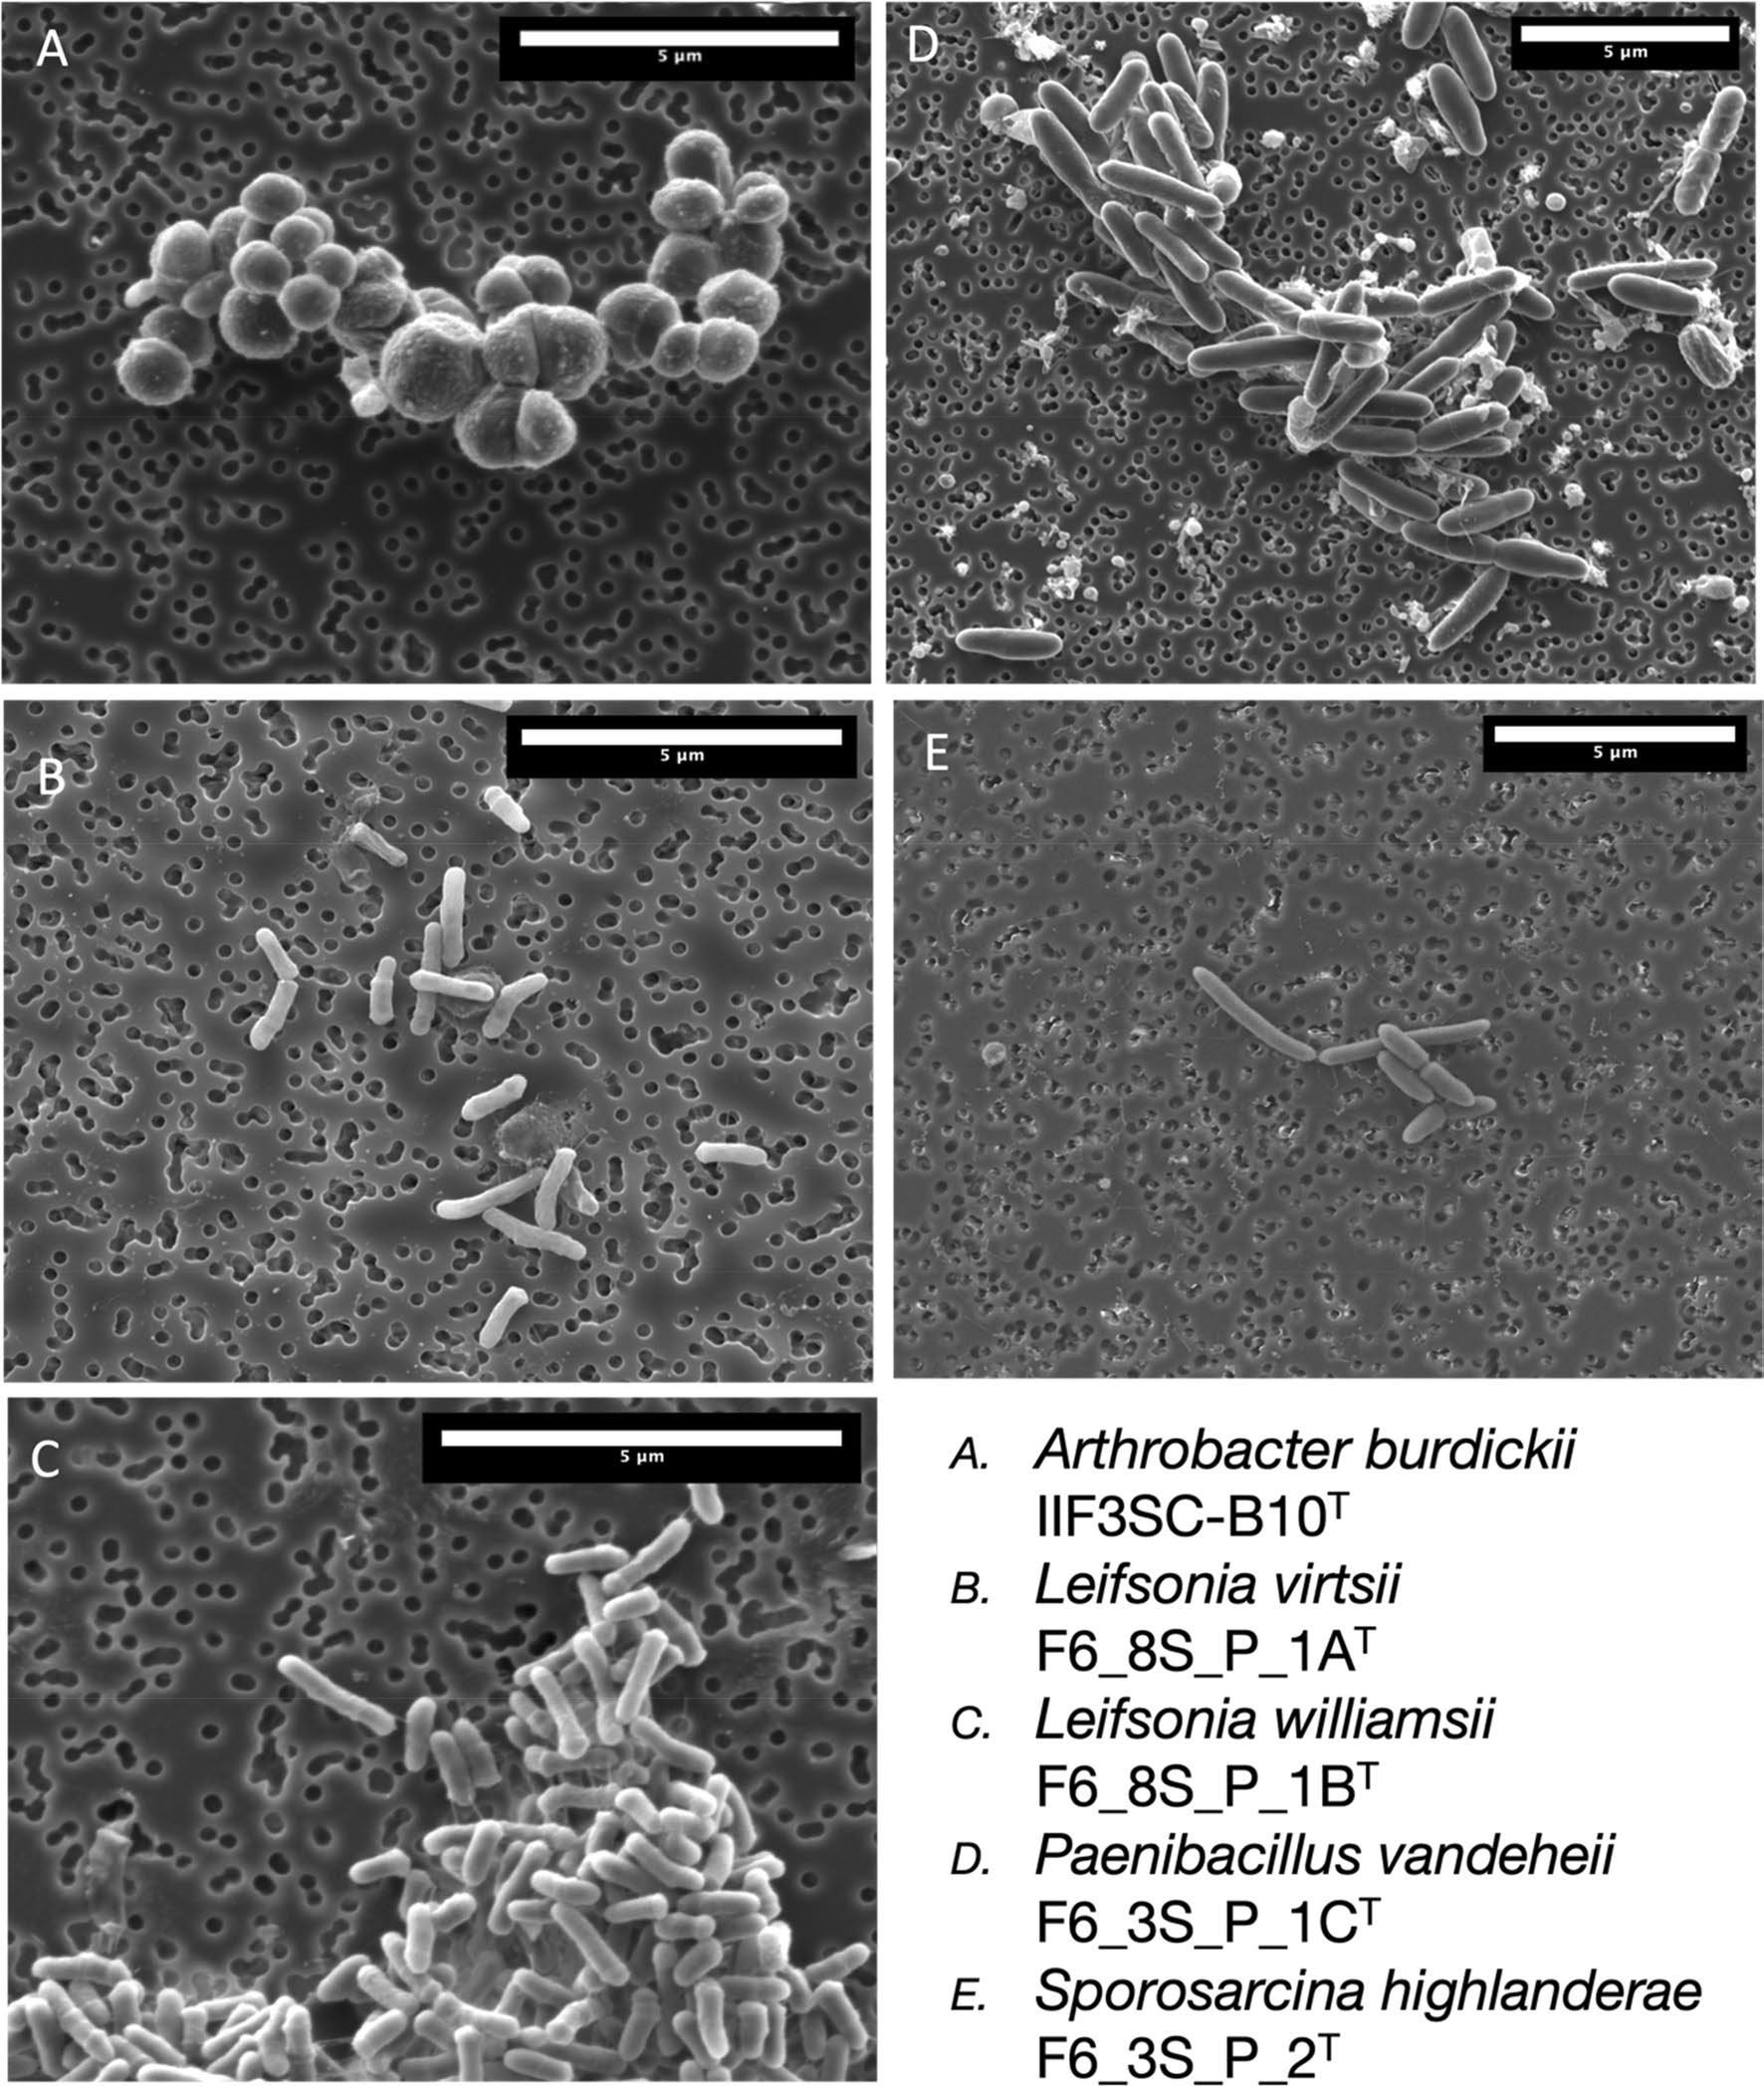 A
5 µm
D
5 µm
B
5 µm
E
5 µm
C
5 µm
A. Arthrobacter burdickii
IIF3SC-B10ᵀ
B. Leifsonia virtsii
F6_8S_P_1Aᵀ
C. Leifsonia williamsii
F6_8S_P_1Bᵀ
D. Paenibacillus vandeheii
F6_3S_P_1Cᵀ
E. Sporosarcina highlanderae
F6_3S_P_2ᵀ